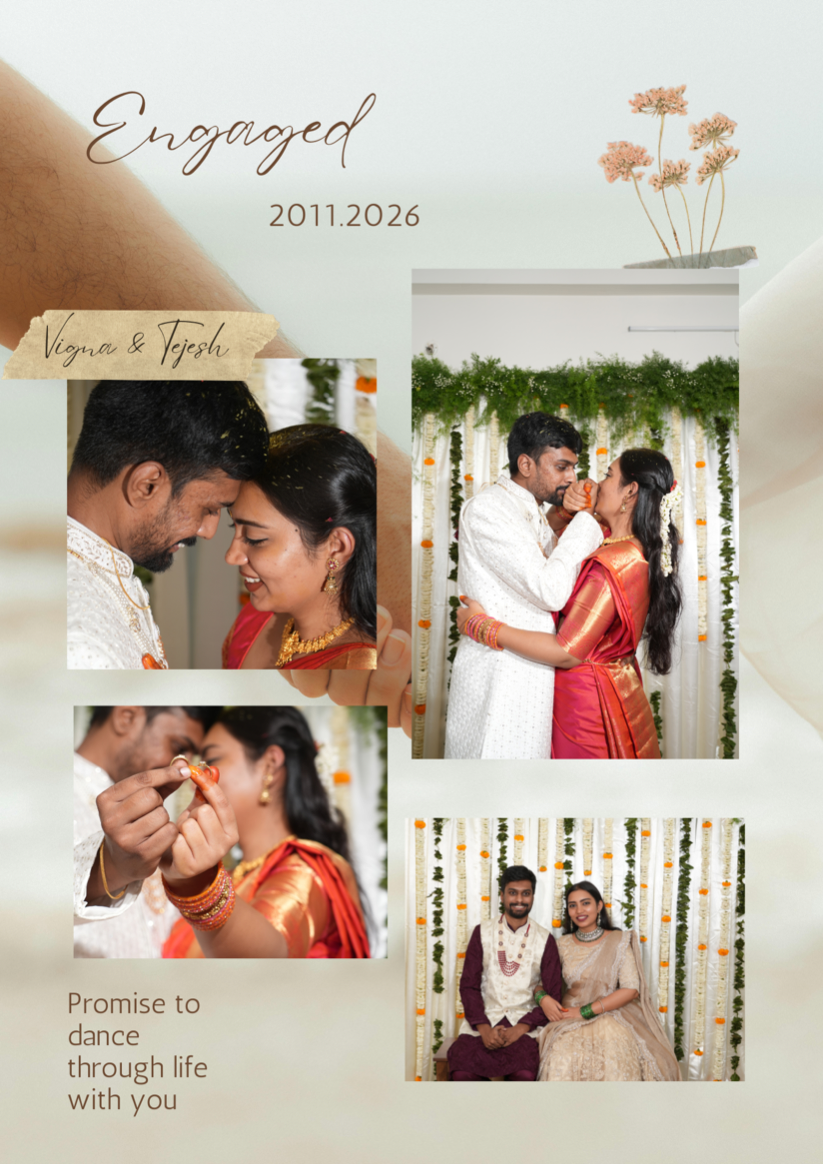 Engaged
2011.2026
Vigna & Tejesh
Promise to
dance
through life
with you